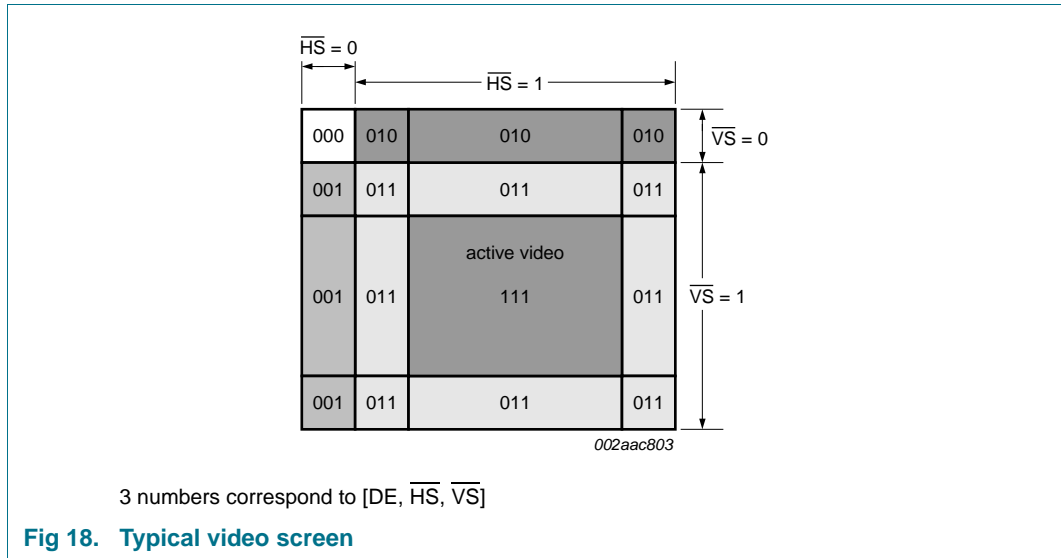 HS = 0
HS = 1
000 010 010 010
VS = 0
001 011 011 011
active video
001 011 111 011
VS = 1
001 011 011 011
002aac803
3 numbers correspond to [DE, HS, VS]
Fig 18. Typical video screen